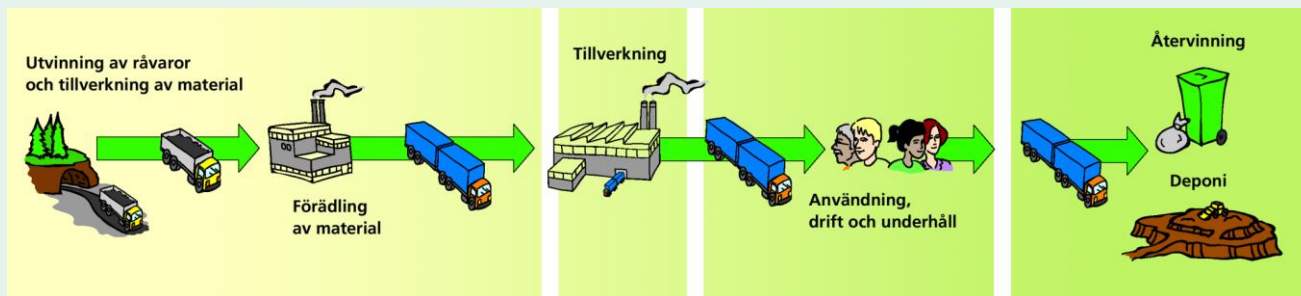 Utvinning av råvaror
och tillverkning av material
Förädling
av material
Tillverkning
Användning,
drift och underhåll
Återvinning
Deponi